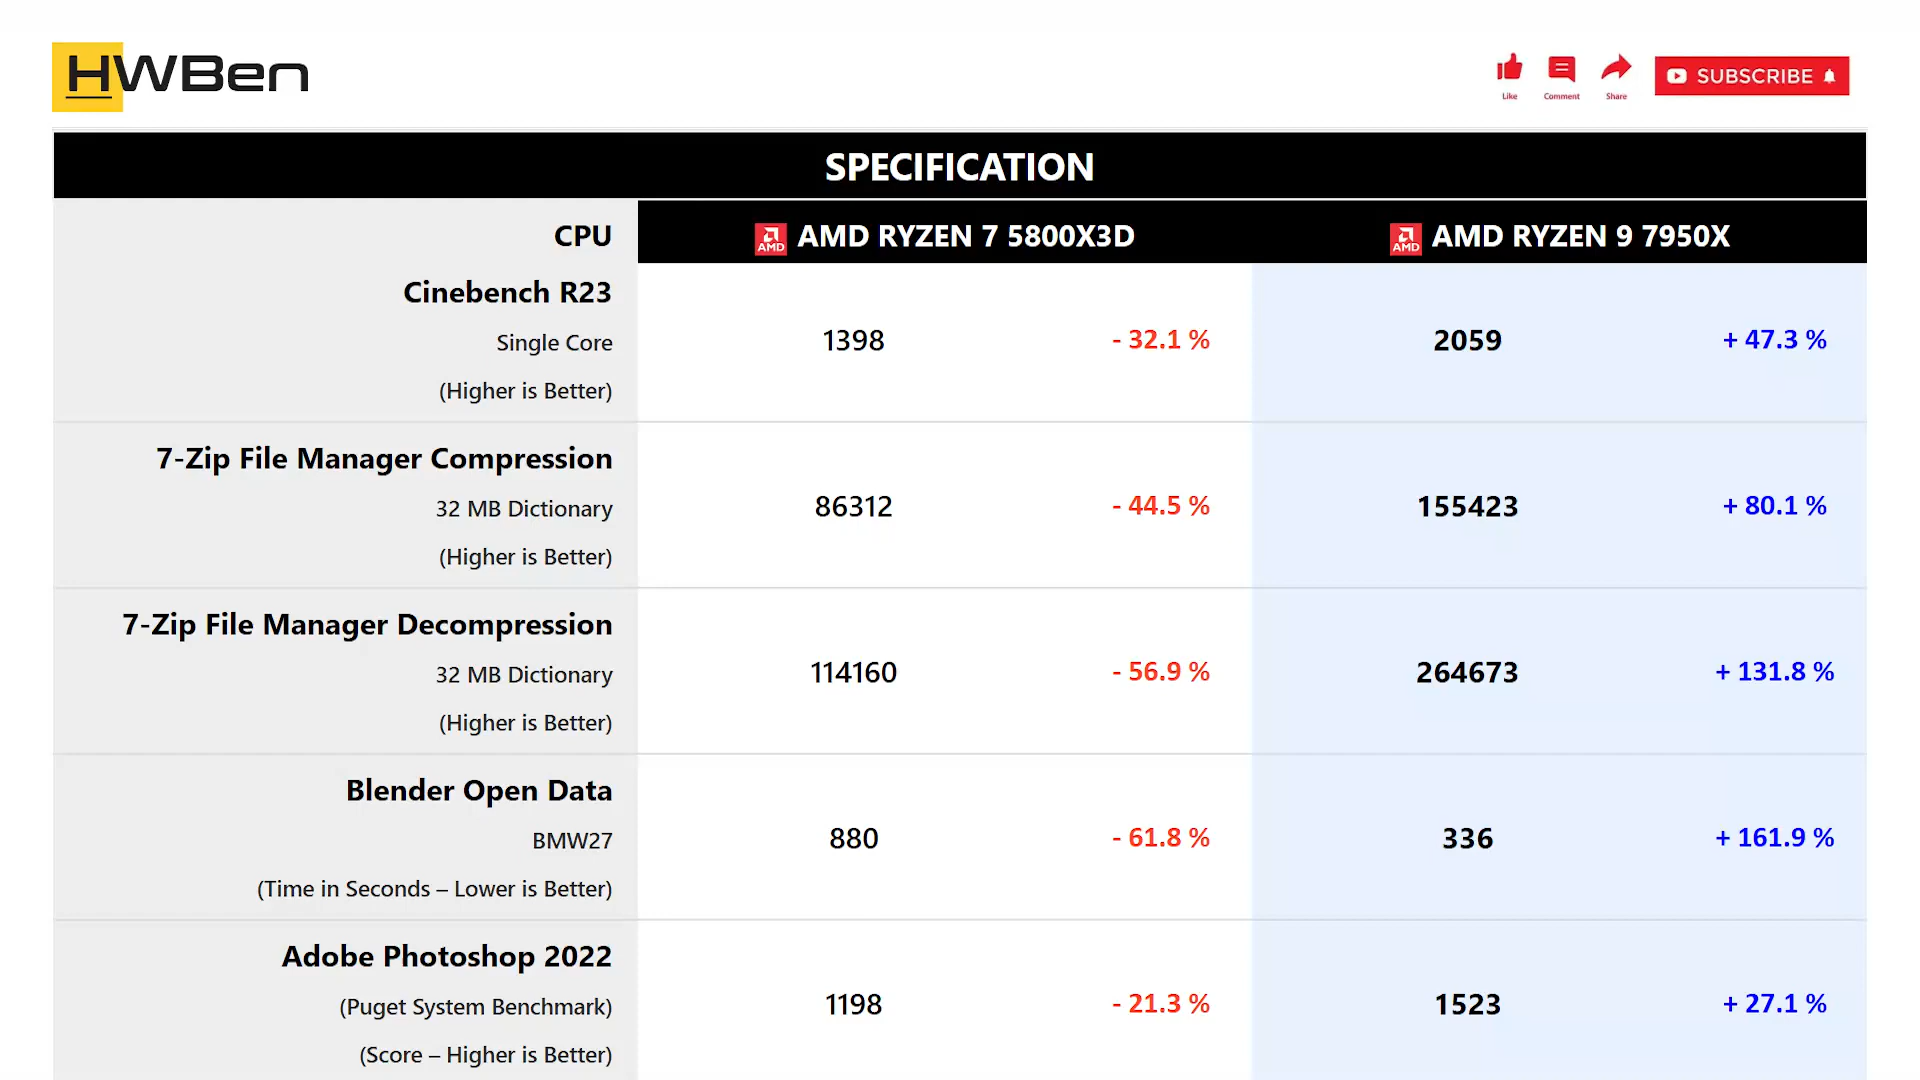 HWBen
Like
Comment
Share
SUBSCRIBE
SPECIFICATION
CPU
AMD AMD RYZEN 7 5800X3D
AMD AMD RYZEN 9 7950X
Cinebench R23
Single Core
(Higher is Better)
1398
- 32.1 %
2059
+ 47.3 %
7-Zip File Manager Compression
32 MB Dictionary
(Higher is Better)
86312
- 44.5 %
155423
+ 80.1 %
7-Zip File Manager Decompression
32 MB Dictionary
(Higher is Better)
114160
- 56.9 %
264673
+ 131.8 %
Blender Open Data
BMW27
(Time in Seconds – Lower is Better)
880
- 61.8 %
336
+ 161.9 %
Adobe Photoshop 2022
(Puget System Benchmark)
(Score – Higher is Better)
1198
- 21.3 %
1523
+ 27.1 %